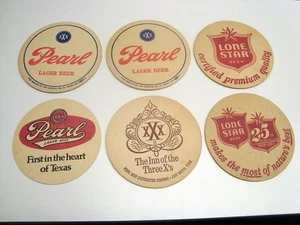 XXX
Pearl
LAGER BEER
XXX
Pearl
LAGER BEER
LONE
STAR
BEER
certified premium quality
XXX
Pearl
LAGER BEER
First in the heart
of Texas
XXX
The Inn of the
Three X's
LONE
STAR
BEER
25
makes the most of nature's best